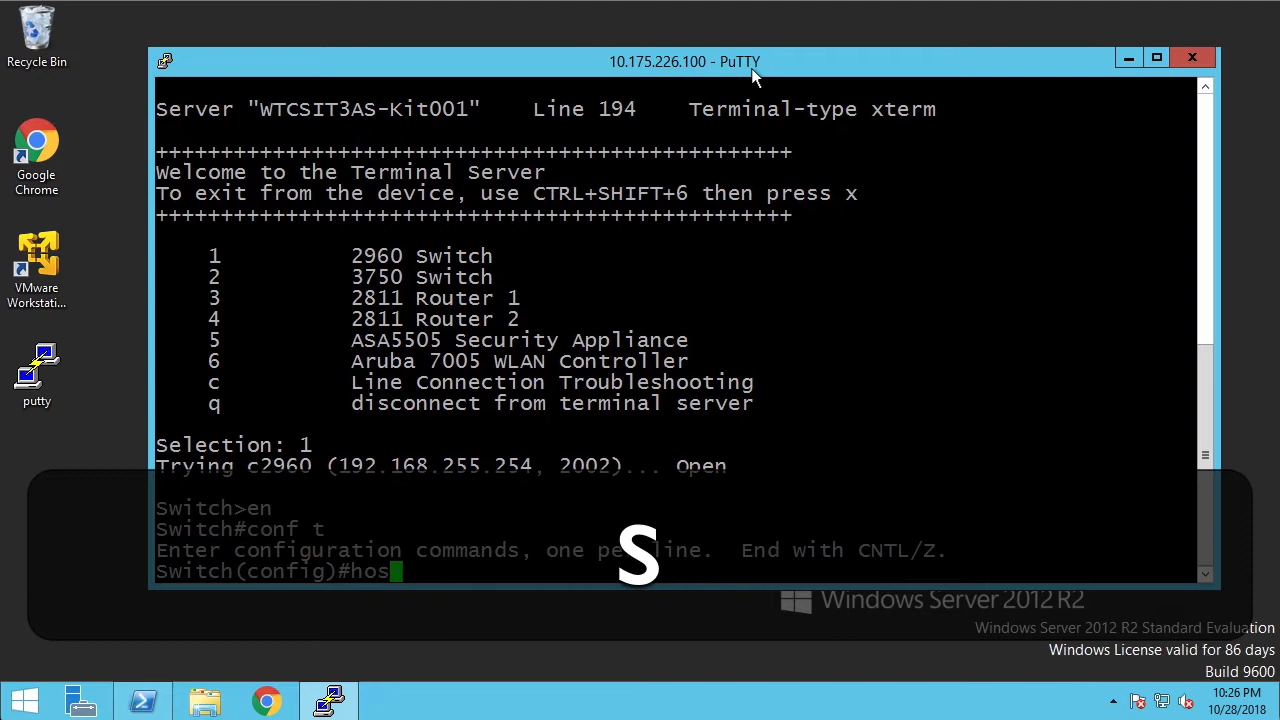 Recycle Bin
Google
Chrome
VMware
Workstati...
putty
10.175.226.100 - PuTTY
Server "WTCSIT3AS-Kit001"    Line 194    Terminal-type xterm
+++++++++++++++++++++++++++++++++++++++++++++++++
Welcome to the Terminal Server
To exit from the device, use CTRL+SHIFT+6 then press x
+++++++++++++++++++++++++++++++++++++++++++++++++
1 2960 Switch
2 3750 Switch
3 2811 Router 1
4 2811 Router 2
5 ASA5505 Security Appliance
6 Aruba 7005 WLAN Controller
c Line Connection Troubleshooting
q disconnect from terminal server
Selection: 1
Trying c2960 (192.168.255.254, 2002)... Open
Switch>en
Switch#conf t
Enter configuration commands, one per line.  End with CNTL/Z.
Switch(config)#hos
S
Windows Server 2012 R2
Windows Server 2012 R2 Standard Evaluation
Windows License valid for 86 days
Build 9600
10:26 PM
10/28/2018